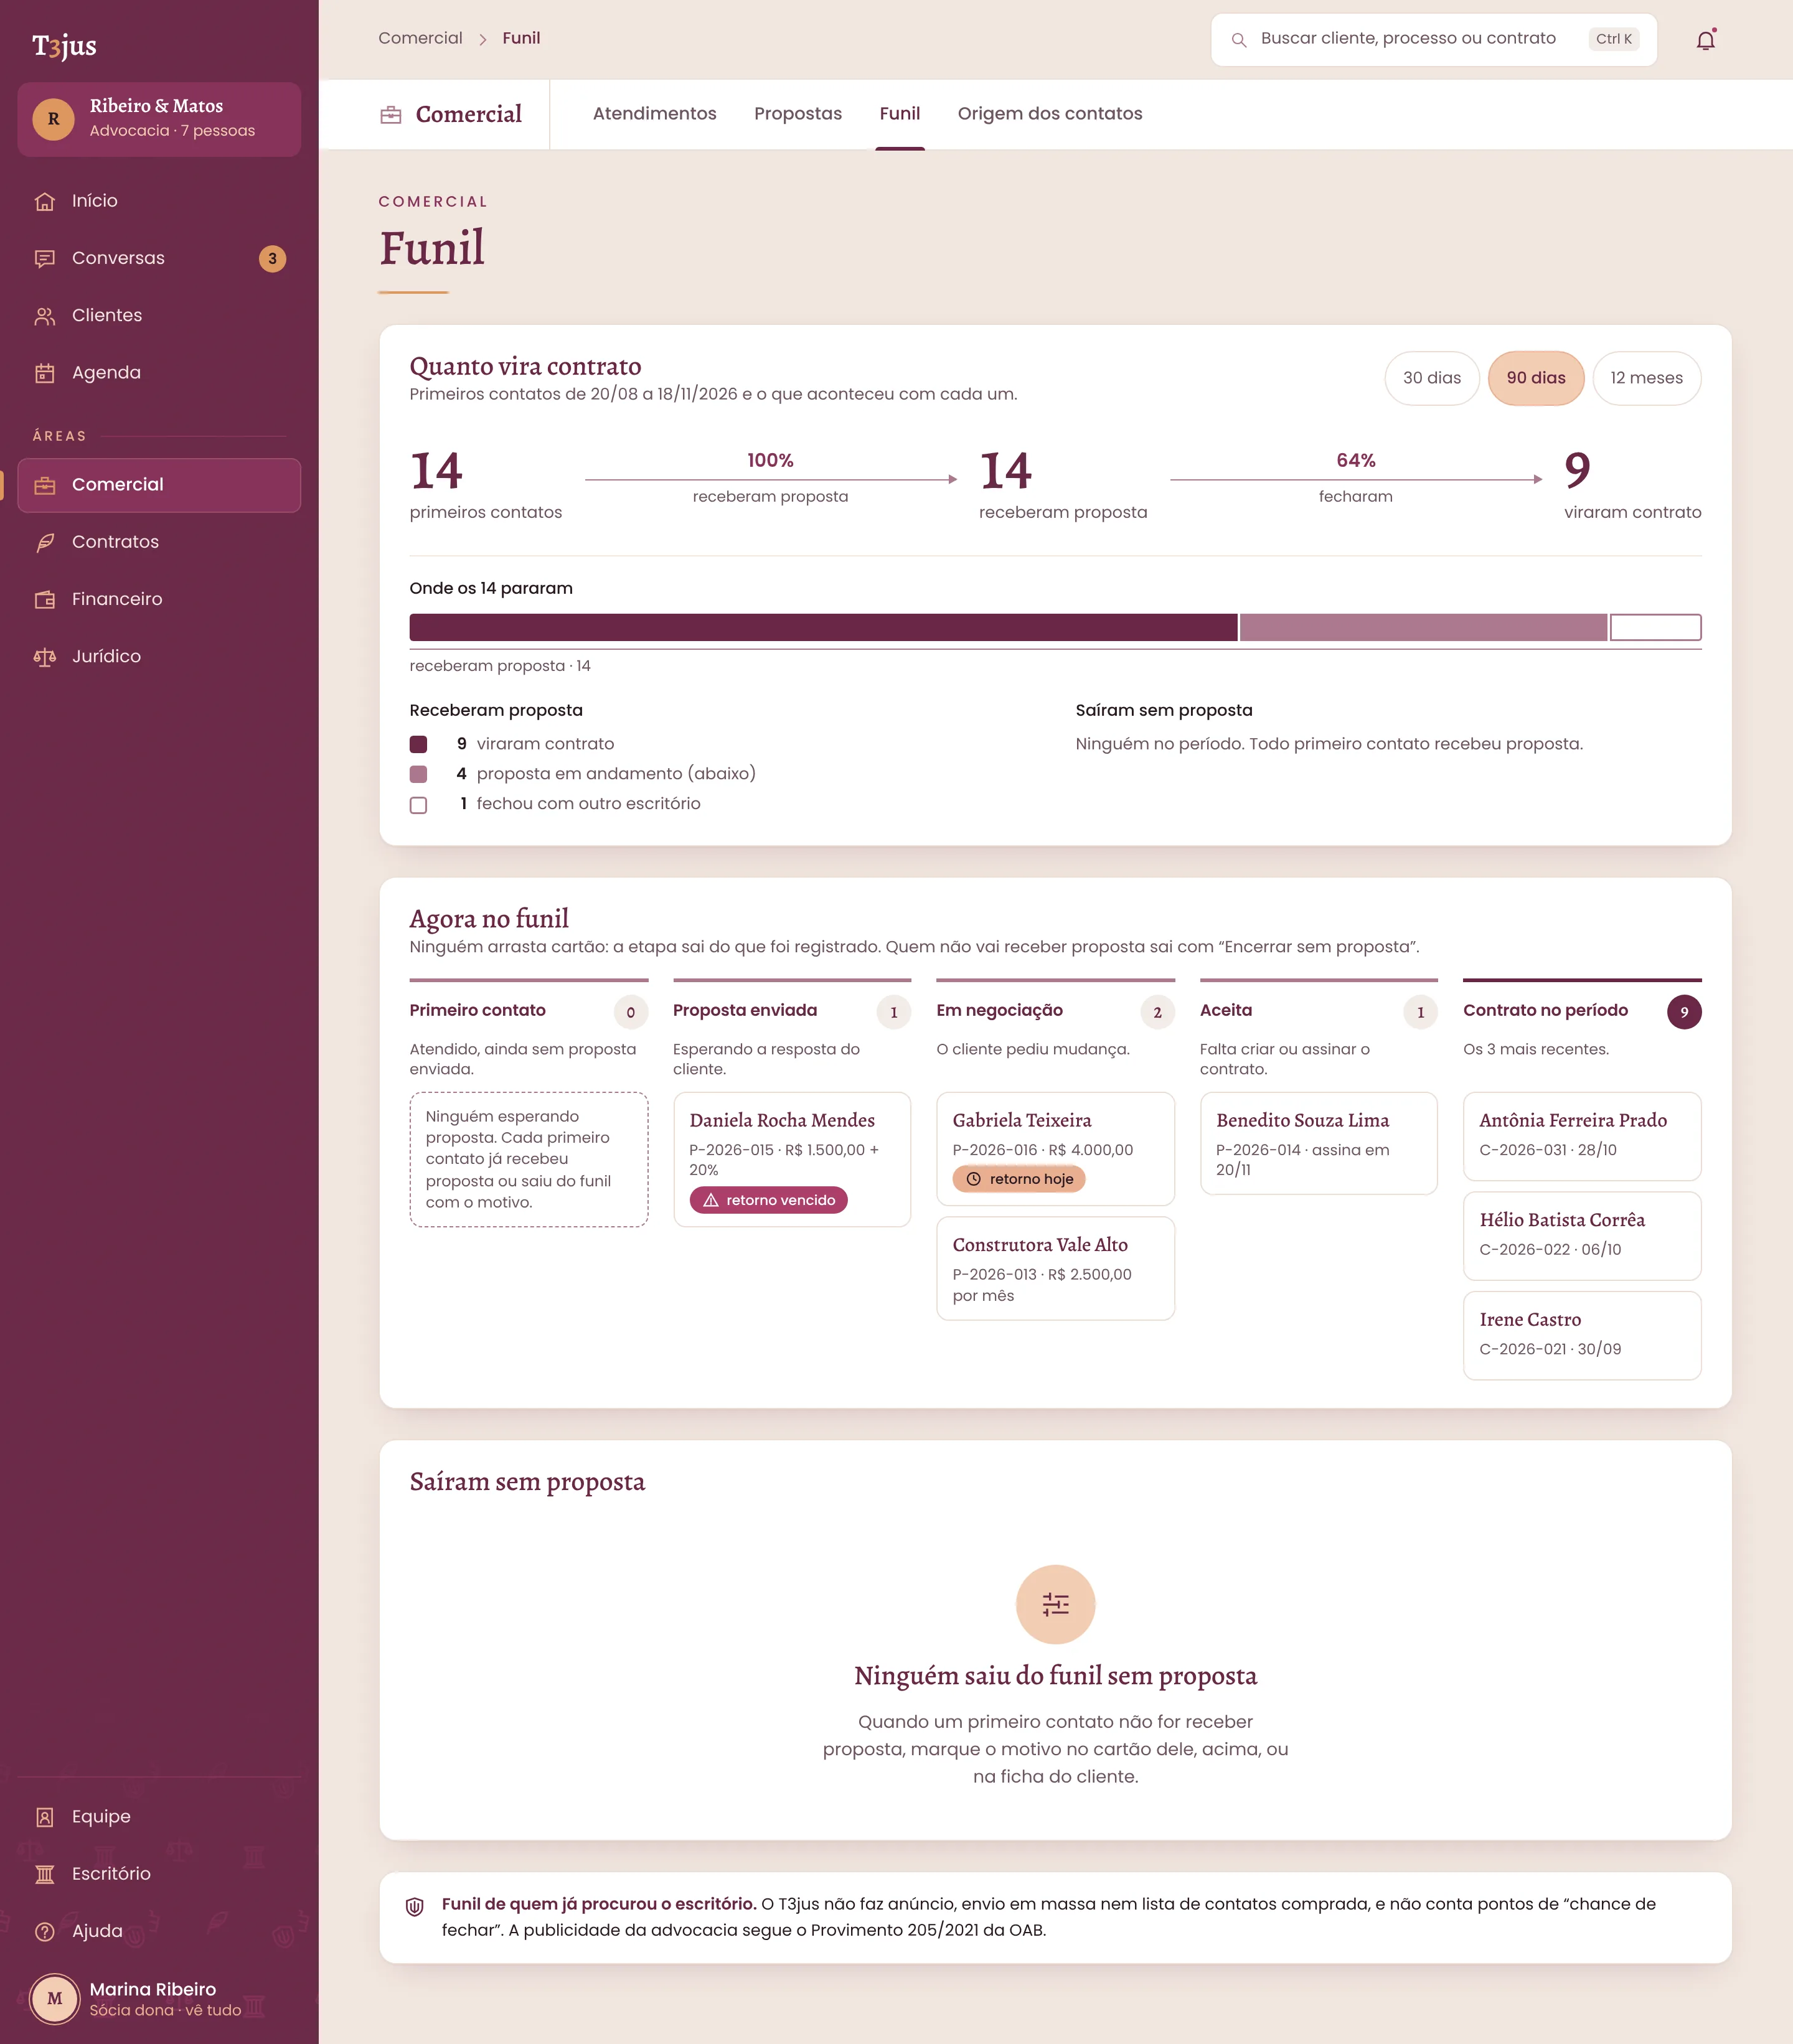 T3jus
R
Ribeiro & Matos
Advocacia · 7 pessoas
Início
Conversas
3
Clientes
Agenda
ÁREAS
Comercial
Contratos
Financeiro
Jurídico
Equipe
Escritório
Ajuda
M
Marina Ribeiro
Sócia dona · vê tudo
Comercial
Funil
Buscar cliente, processo ou contrato
Ctrl K
Comercial
Atendimentos
Propostas
Funil
Origem dos contatos
COMERCIAL
Funil
Quanto vira contrato
Primeiros contatos de 20/08 a 18/11/2026 e o que aconteceu com cada um.
30 dias
90 dias
12 meses
14
primeiros contatos
100%
receberam proposta
14
receberam proposta
64%
fecharam
9
viraram contrato
Onde os 14 pararam
receberam proposta · 14
Receberam proposta
9 viraram contrato
4 proposta em andamento (abaixo)
1 fechou com outro escritório
Saíram sem proposta
Ninguém no período. Todo primeiro contato recebeu proposta.
Agora no funil
Ninguém arrasta cartão: a etapa sai do que foi registrado. Quem não vai receber proposta sai com “Encerrar sem proposta”.
Primeiro contato
0
Atendido, ainda sem proposta
enviada.
Ninguém esperando
proposta. Cada primeiro
contato já recebeu
proposta ou saiu do funil
com o motivo.
Proposta enviada
1
Esperando a resposta do
cliente.
Daniela Rocha Mendes
P-2026-015 · R$ 1.500,00 +
20%
retorno vencido
Em negociação
2
O cliente pediu mudança.
Gabriela Teixeira
P-2026-016 · R$ 4.000,00
retorno hoje
Construtora Vale Alto
P-2026-013 · R$ 2.500,00
por mês
Aceita
1
Falta criar ou assinar o
contrato.
Benedito Souza Lima
P-2026-014 · assina em
20/11
Contrato no período
9
Os 3 mais recentes.
Antônia Ferreira Prado
C-2026-031 · 28/10
Hélio Batista Corrêa
C-2026-022 · 06/10
Irene Castro
C-2026-021 · 30/09
Saíram sem proposta
Ninguém saiu do funil sem proposta
Quando um primeiro contato não for receber
proposta, marque o motivo no cartão dele, acima, ou
na ficha do cliente.
Funil de quem já procurou o escritório. O T3jus não faz anúncio, envio em massa nem lista de contatos comprada, e não conta pontos de “chance de
fechar”. A publicidade da advocacia segue o Provimento 205/2021 da OAB.